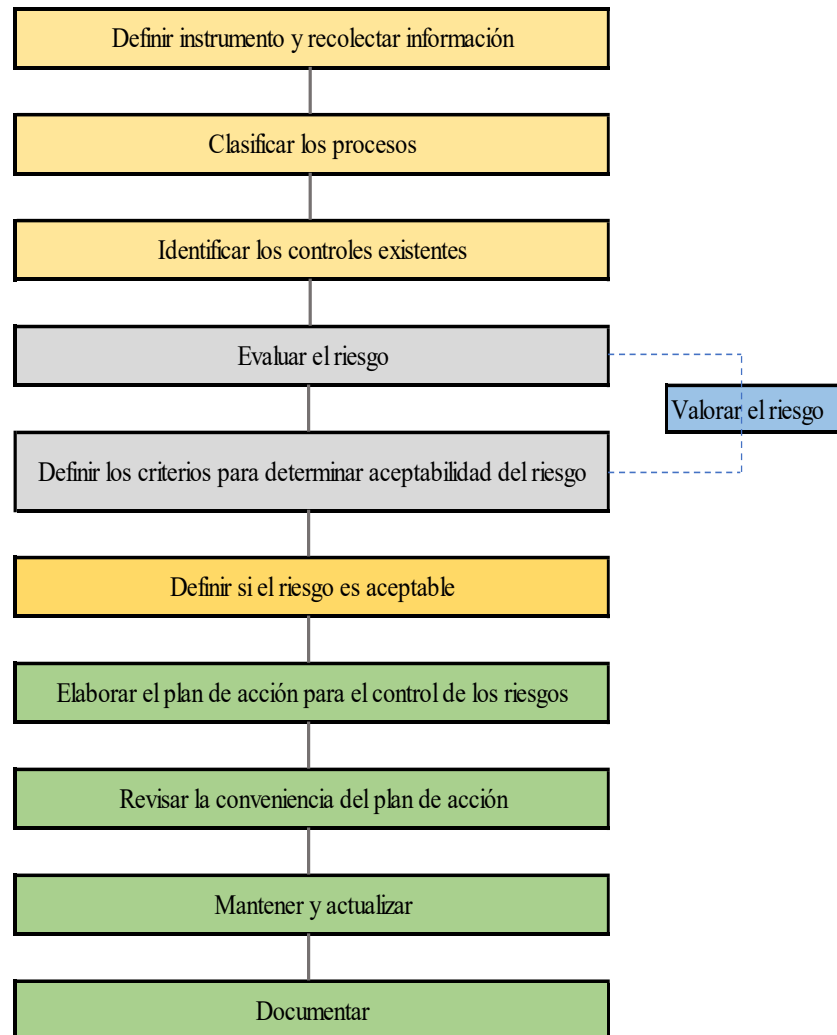 Definir instrumento y recolectar información
Clasificar los procesos
Identificar los controles existentes
Evaluar el riesgo
Valorar el riesgo
Definir los criterios para determinar aceptabilidad del riesgo
Definir si el riesgo es aceptable
Elaborar el plan de acción para el control de los riesgos
Revisar la conveniencia del plan de acción
Mantener y actualizar
Documentar